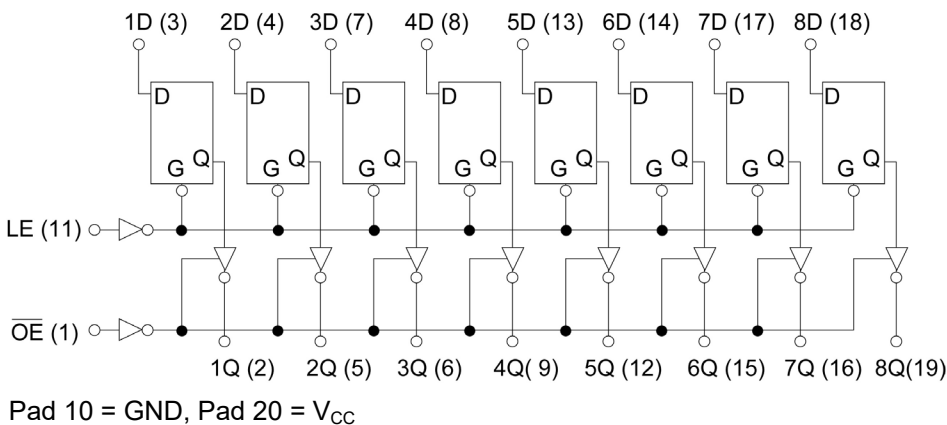 1D (3) 2D (4) 3D (7) 4D (8) 5D (13) 6D (14) 7D (17) 8D (18)
D D D D D D D D
Q Q Q Q Q Q Q Q
G G G G G G G G
LE (11)
O̅E̅ (1)
1Q (2) 2Q (5) 3Q (6) 4Q( 9) 5Q (12) 6Q (15) 7Q (16) 8Q(19)
Pad 10 = GND, Pad 20 = VCC